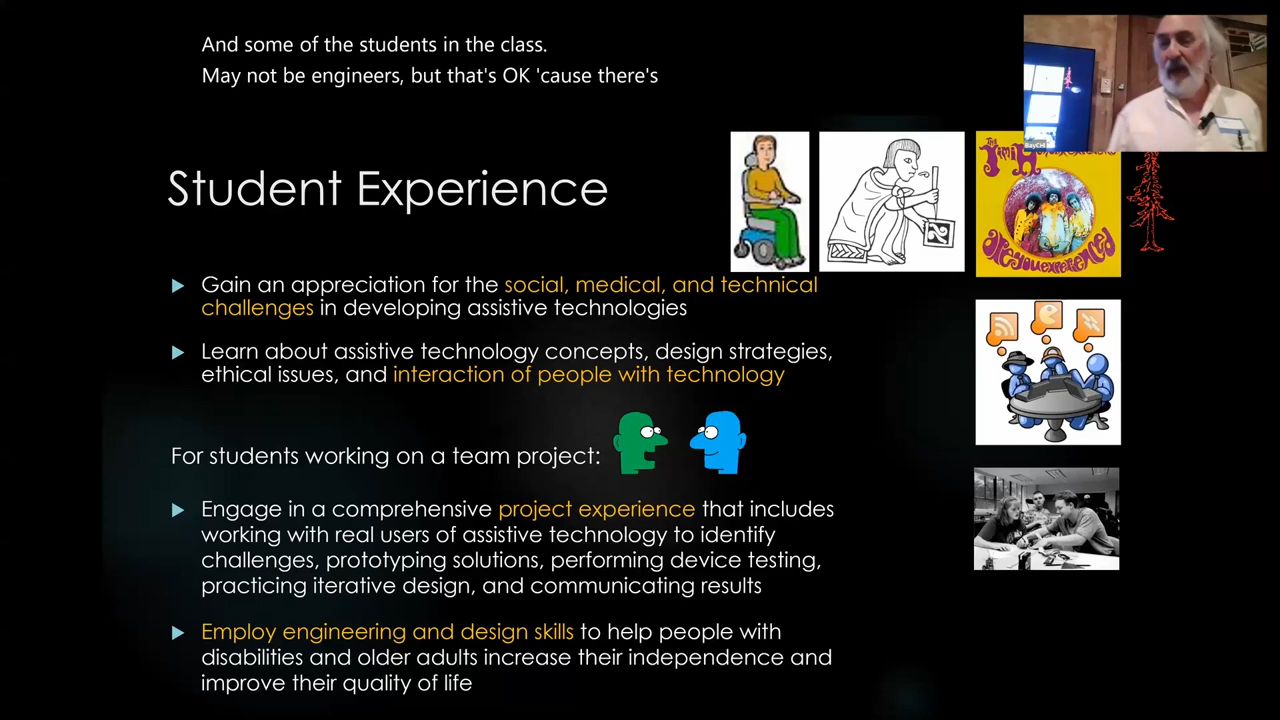 And some of the students in the class.
May not be engineers, but that's OK 'cause there's
BayCHI
Student Experience
Gain an appreciation for the social, medical, and technical
challenges in developing assistive technologies
Learn about assistive technology concepts, design strategies,
ethical issues, and interaction of people with technology
For students working on a team project:
Engage in a comprehensive project experience that includes
working with real users of assistive technology to identify
challenges, prototyping solutions, performing device testing,
practicing iterative design, and communicating results
Employ engineering and design skills to help people with
disabilities and older adults increase their independence and
improve their quality of life
THE
are you experienced